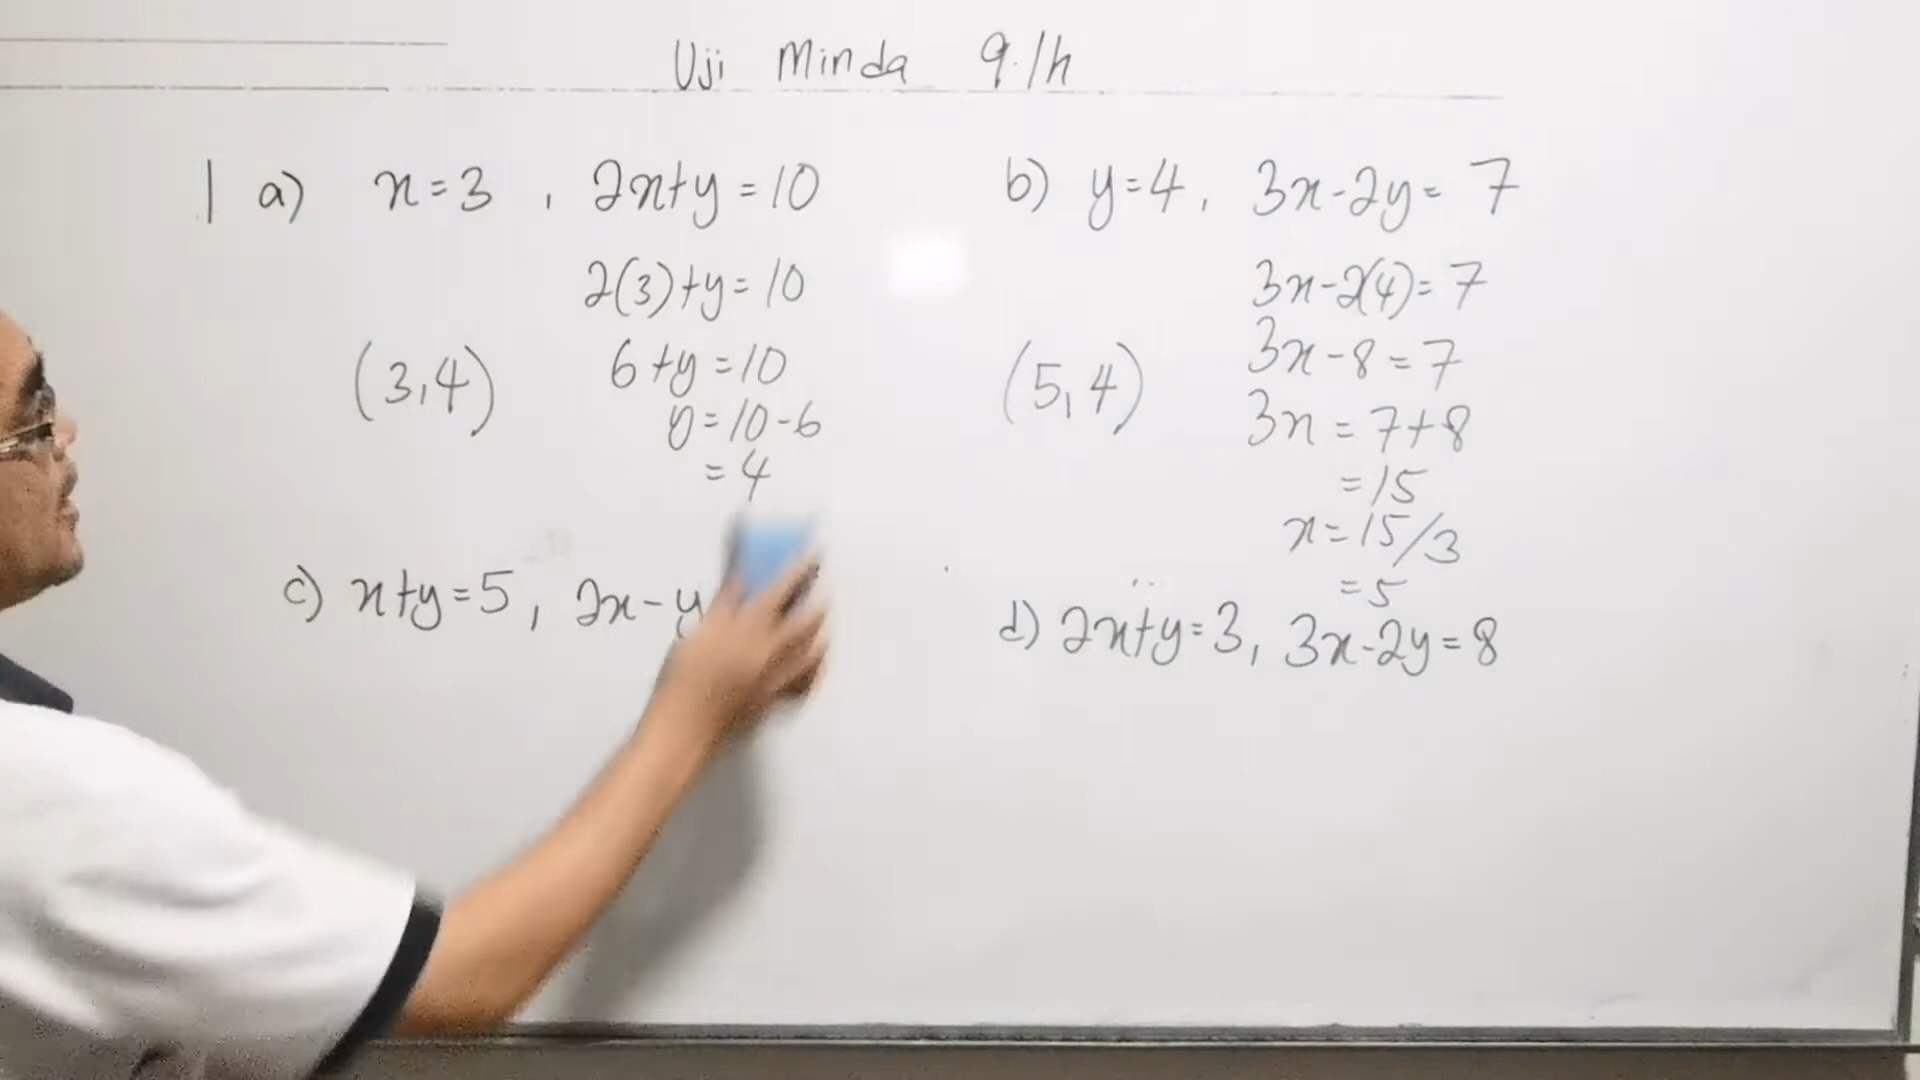 Uji Minda 9.1h
1 a) x=3 , 2x+y=10
2(3)+y=10
6+y=10
y=10-6
=4
(3,4)
b) y=4, 3x-2y=7
3x-2(4)=7
3x-8=7
3x=7+8
=15
x=15/3
=5
(5,4)
c) x+y=5, 2x-y
d) 2x+y=3, 3x-2y=8